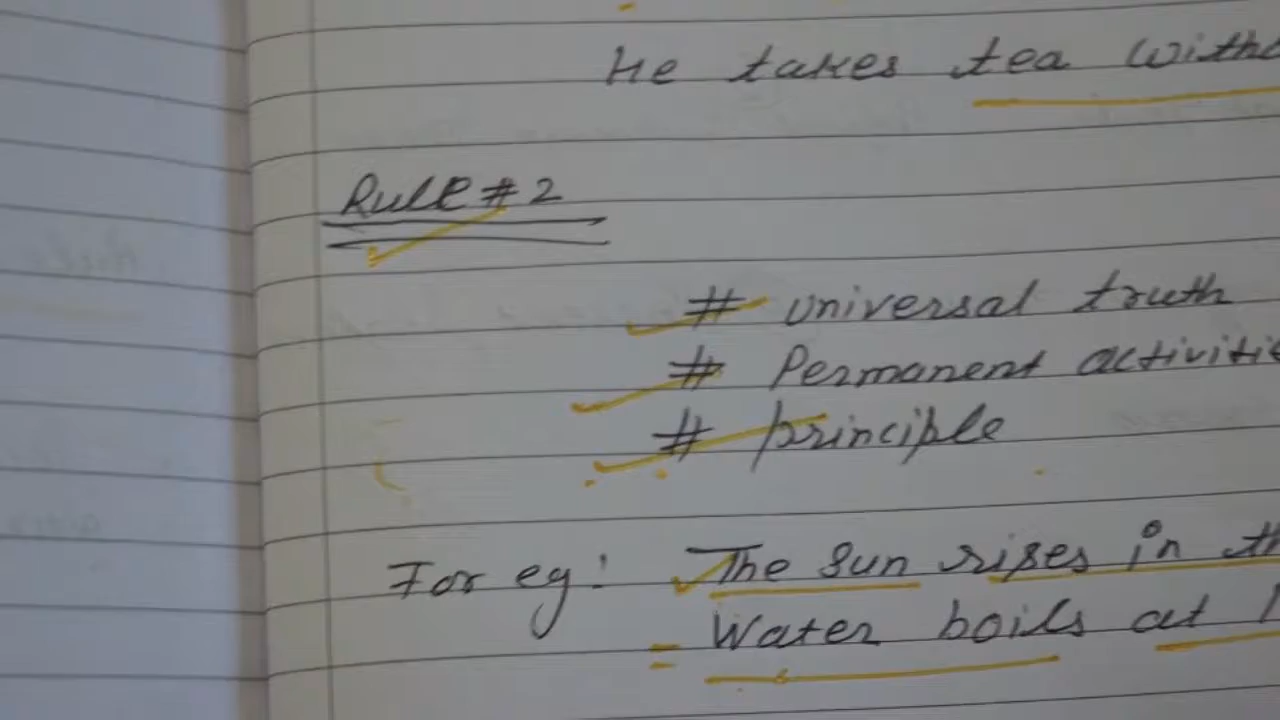 He takes tea
Rule #2
# Universal truth
# Permanent
# principle
For eg: The Sun rises in
Water boils at